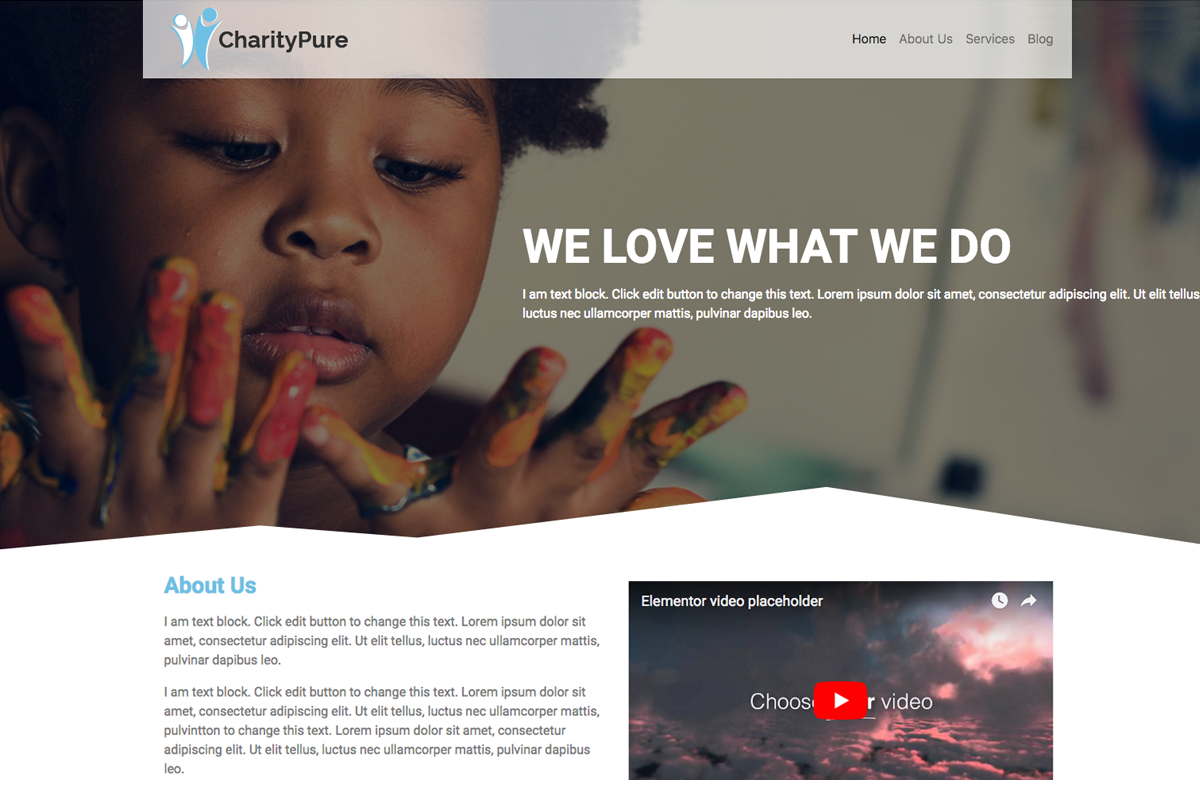 CharityPure
Home About Us Services Blog
WE LOVE WHAT WE DO
I am text block. Click edit button to change this text. Lorem ipsum dolor sit amet, consectetur adipiscing elit. Ut elit tellus
luctus nec ullamcorper mattis, pulvinar dapibus leo.
About Us
I am text block. Click edit button to change this text. Lorem ipsum dolor sit
amet, consectetur adipiscing elit. Ut elit tellus, luctus nec ullamcorper mattis,
pulvinar dapibus leo.
I am text block. Click edit button to change this text. Lorem ipsum dolor sit
amet, consectetur adipiscing elit. Ut elit tellus, luctus nec ullamcorper mattis,
pulvintton to change this text. Lorem ipsum dolor sit amet, consectetur
adipiscing elit. Ut elit tellus, luctus nec ullamcorper mattis, pulvinar dapibus
leo.
Elementor video placeholder
video